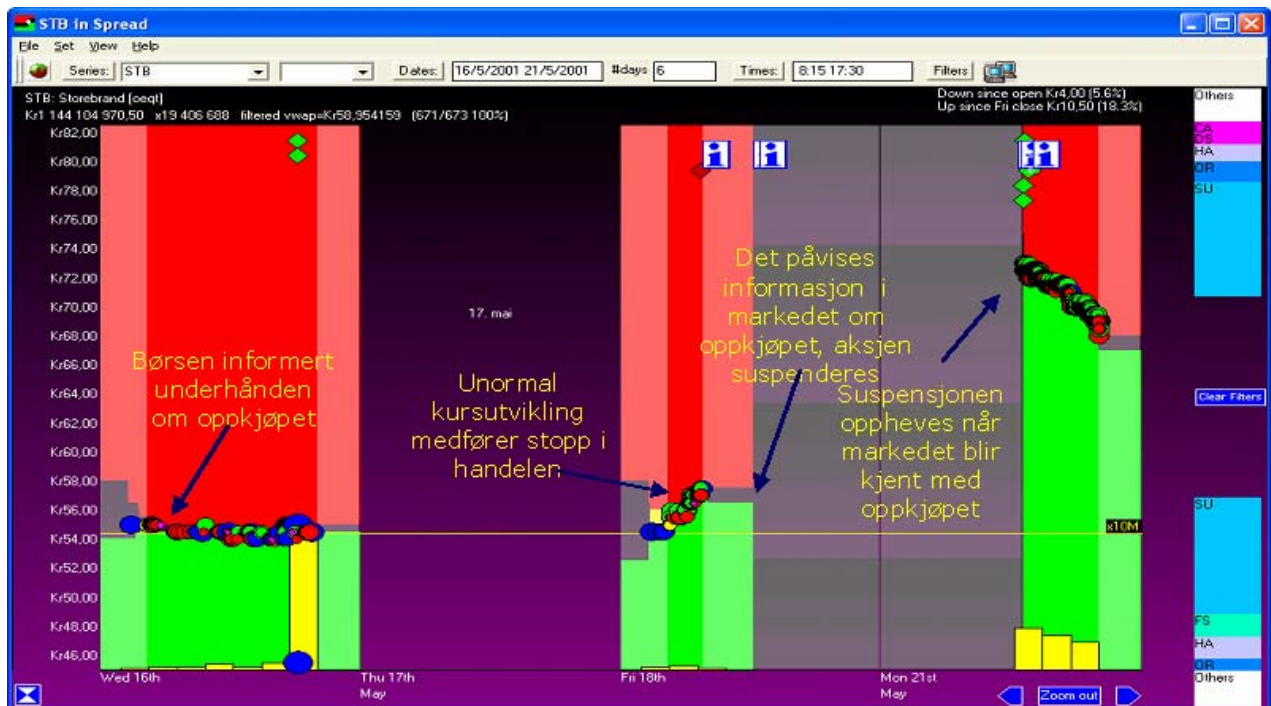 STB in Spread
File Set View Help
Series: STB Dates: 16/5/2001 21/5/2001 #days 6 Times: 8:15 17:30 Filters
STB: Storebrand (oeqt)
Kr1 144 104 970,50 x19 406 688 filtered vwap=Kr58,954159 (671/673 100%)
Down since open Kr4,00 (5.6%)
Up since Fri close Kr10,50 (18.3%)
Kr82,00
Kr80,00
Kr78,00
Kr76,00
Kr74,00
Kr72,00
Kr70,00
Kr68,00
Kr66,00
Kr64,00
Kr62,00
Kr60,00
Kr58,00
Kr56,00
Kr54,00
Kr52,00
Kr50,00
Kr48,00
Kr46,00
Børsen informert
underhånden
om oppkjøpet
17. mai
Unormal
kursutvikling
medfører stopp i
handelen
Det påvises
informasjon i
markedet om
oppkjøpet, aksjen
suspenderes
Suspensjonen
oppheves når
markedet blir
kjent med
oppkjøpet
x10M
Wed 16th
Thu 17th
May
Fri 18th
Mon 21st
May
Zoom out
Others
CA
DS
HA
OR
SU
Clear Filters
SU
FS
HA
OR
Others